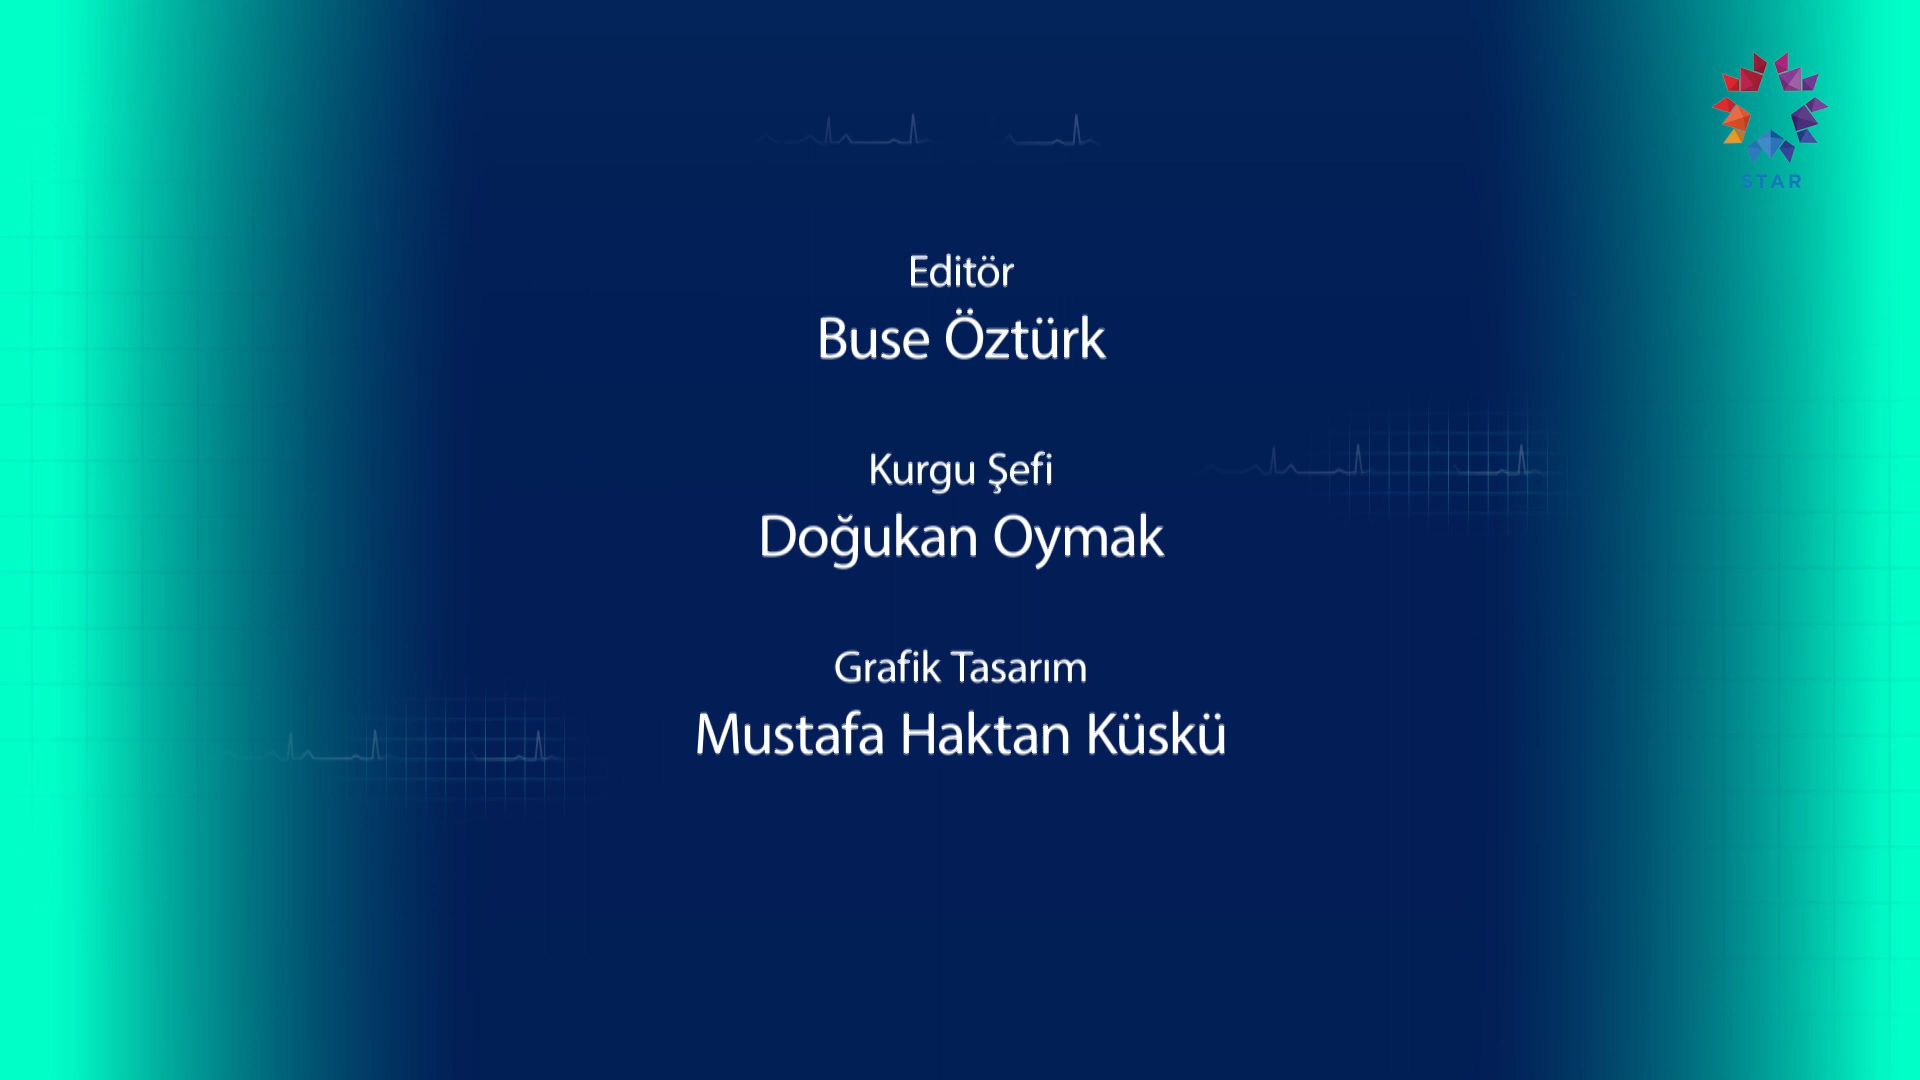 STAR
Editör
Buse Öztürk
Kurgu Şefi
Doğukan Oymak
Grafik Tasarım
Mustafa Haktan Küskü